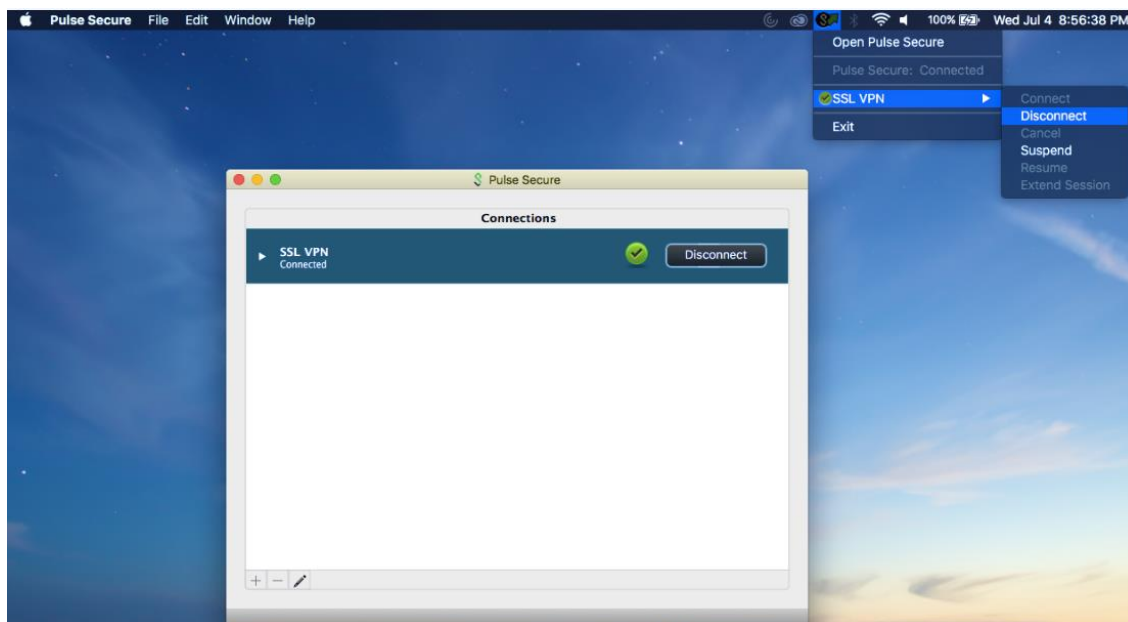 Pulse Secure File Edit Window Help 100% Wed Jul 4 8:56:38 PM
Open Pulse Secure
Pulse Secure: Connected
SSL VPN
Exit
Connect
Disconnect
Cancel
Suspend
Resume
Extend Session
Pulse Secure
Connections
SSL VPN
Connected
Disconnect